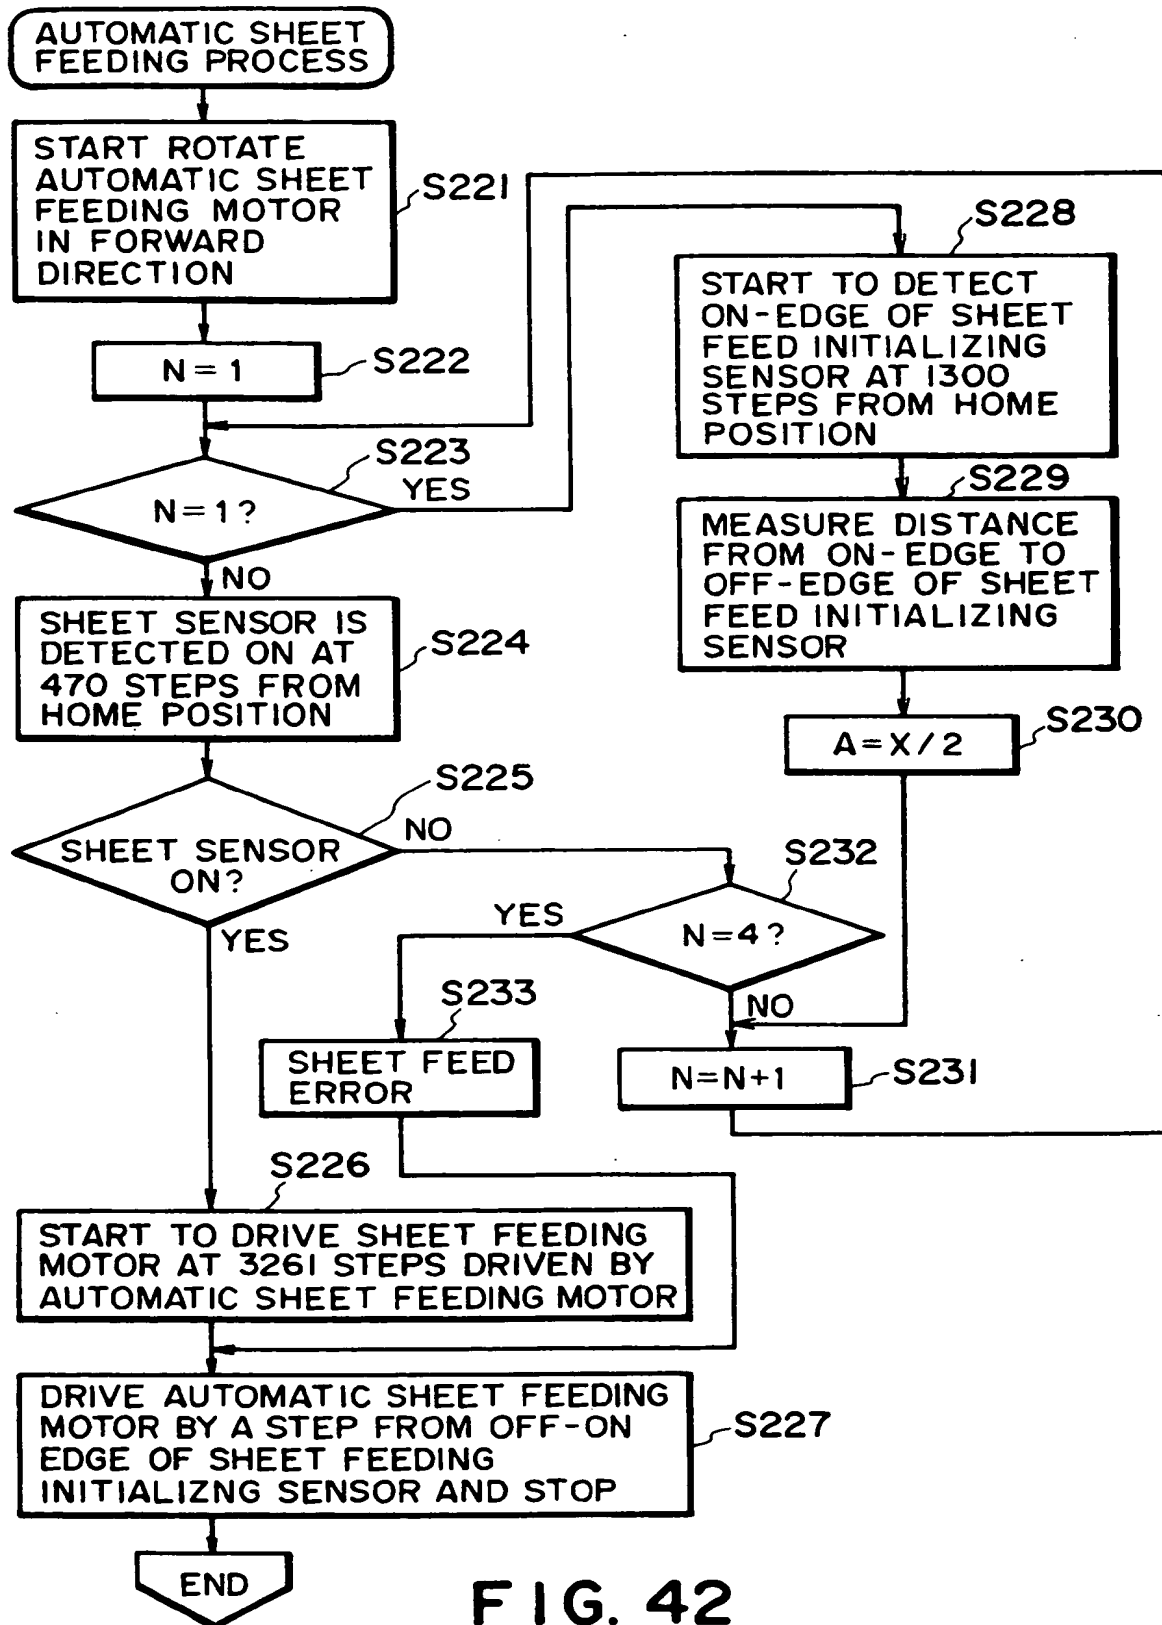 AUTOMATIC SHEET
FEEDING PROCESS
START ROTATE
AUTOMATIC SHEET
FEEDING MOTOR
IN FORWARD
DIRECTION
S221
N=1
S222
N=1?
S223
YES
NO
SHEET SENSOR IS
DETECTED ON AT
470 STEPS FROM
HOME POSITION
S224
SHEET SENSOR
ON?
S225
NO
YES
START TO DETECT
ON-EDGE OF SHEET
FEED INITIALIZING
SENSOR AT 1300
STEPS FROM HOME
POSITION
S228
MEASURE DISTANCE
FROM ON-EDGE TO
OFF-EDGE OF SHEET
FEED INITIALIZING
SENSOR
S229
A=X/2
S230
N=4?
S232
YES
NO
SHEET FEED
ERROR
S233
N=N+1
S231
START TO DRIVE SHEET FEEDING
MOTOR AT 3261 STEPS DRIVEN BY
AUTOMATIC SHEET FEEDING MOTOR
S226
DRIVE AUTOMATIC SHEET FEEDING
MOTOR BY A STEP FROM OFF-ON
EDGE OF SHEET FEEDING
INITIALIZNG SENSOR AND STOP
S227
END
FIG. 42